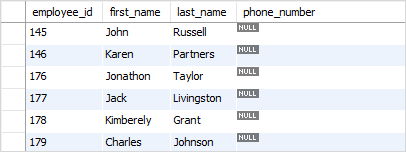 employee_id first_name last_name phone_number
145 John Russell NULL
146 Karen Partners NULL
176 Jonathon Taylor NULL
177 Jack Livingston NULL
178 Kimberely Grant NULL
179 Charles Johnson NULL